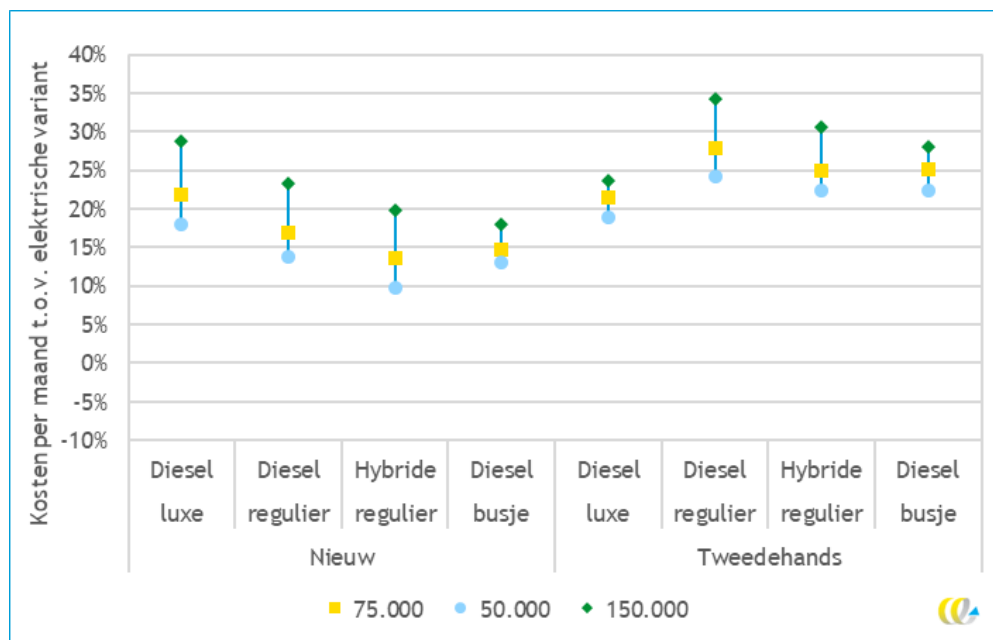 Kosten per maand t.o.v. elektrische variant
40%
35%
30%
25%
20%
15%
10%
5%
0%
-5%
-10%
Diesel Diesel Hybride Diesel Diesel Diesel Hybride Diesel
luxe regulier regulier busje luxe regulier regulier busje
Nieuw Tweedehands
75.000 50.000 150.000